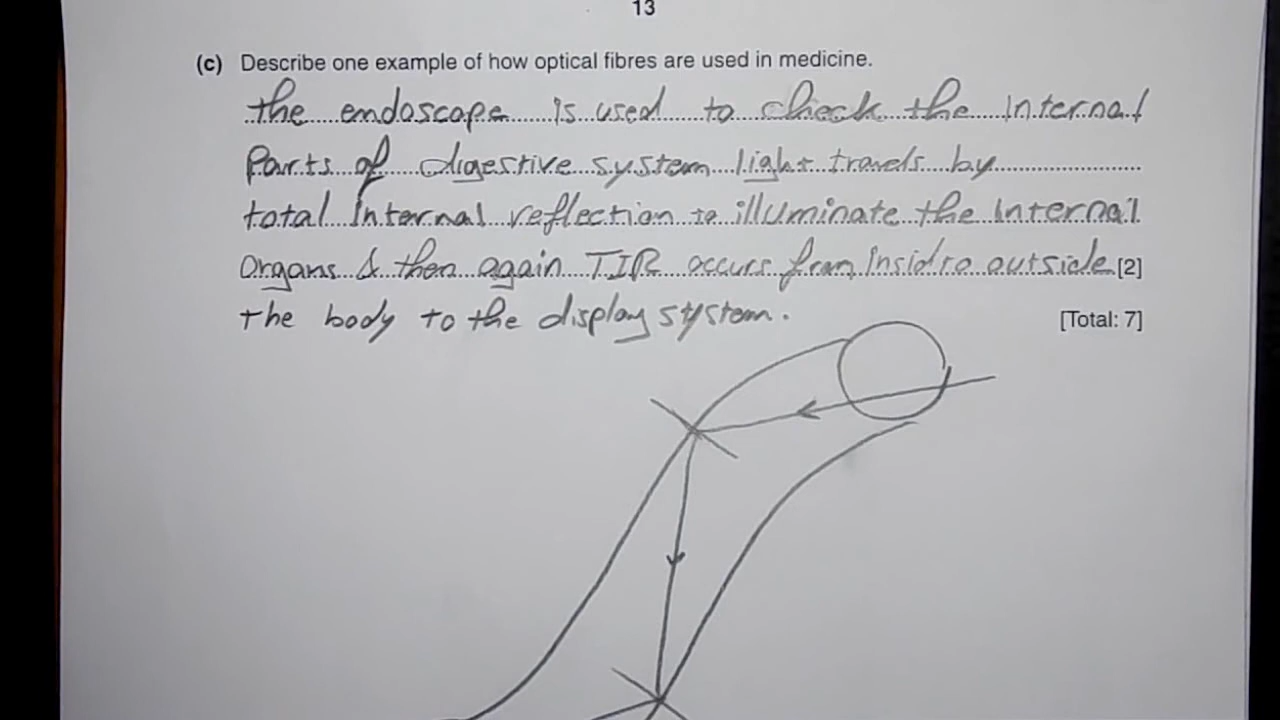 13
(c) Describe one example of how optical fibres are used in medicine.
the endoscope is used to check the internal
Parts of digestive system light travels by
total internal reflection to illuminate the internal
organs & then again TIR occurs from insid to outside [2]
the body to the display system.
[Total: 7]